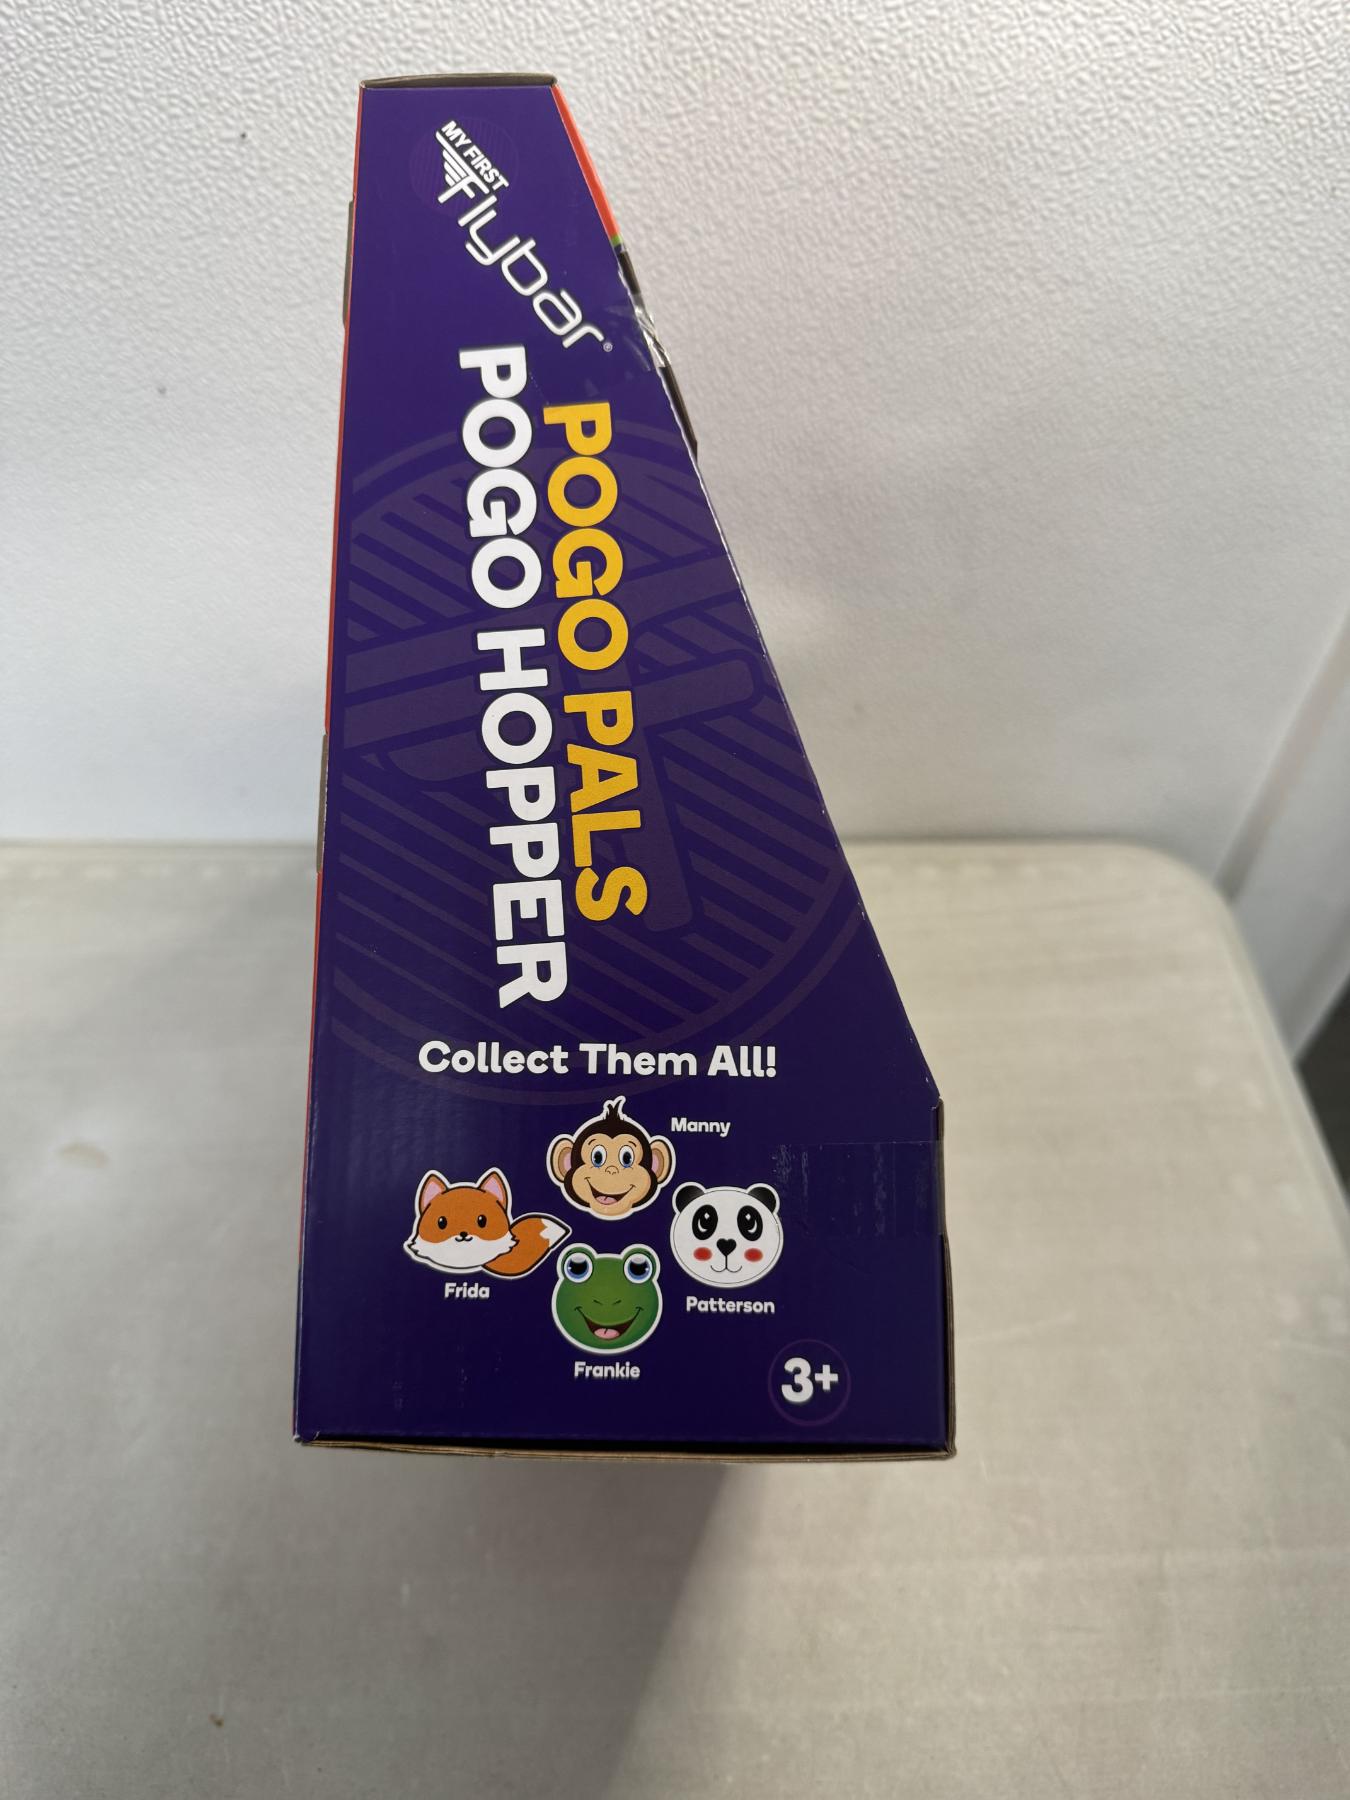 MY FIRST
Flybar®
POGO PALS
POGO HOPPER
Collect Them All!
Manny
Frida
Patterson
Frankie
3+